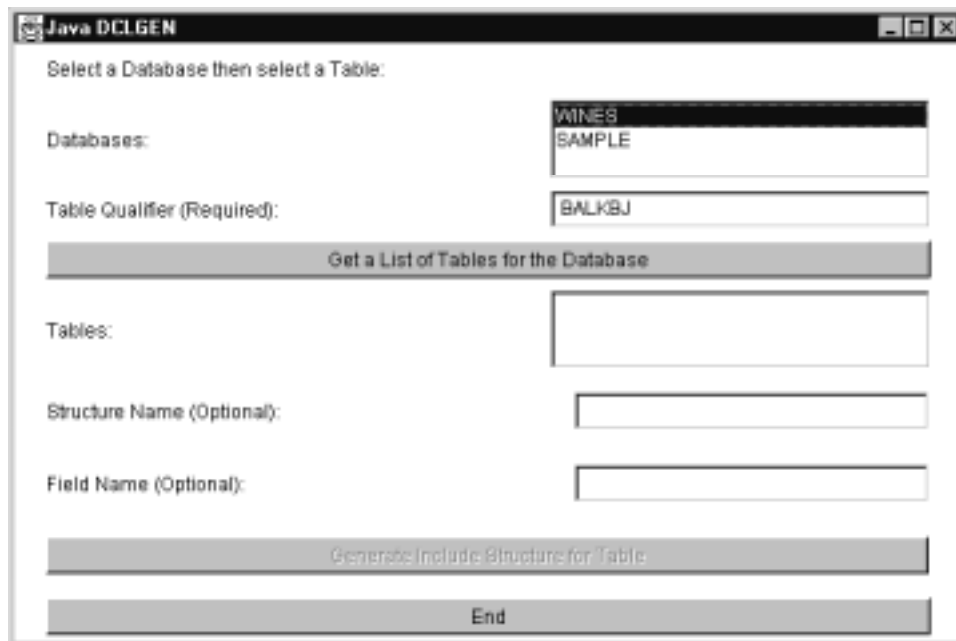 Java DCLGEN
Select a Database then select a Table:
Databases:
WINES
SAMPLE
Table Qualifier (Required):
BALKBJ
Get a List of Tables for the Database
Tables:
Structure Name (Optional):
Field Name (Optional):
Generate Include Structure for Table
End